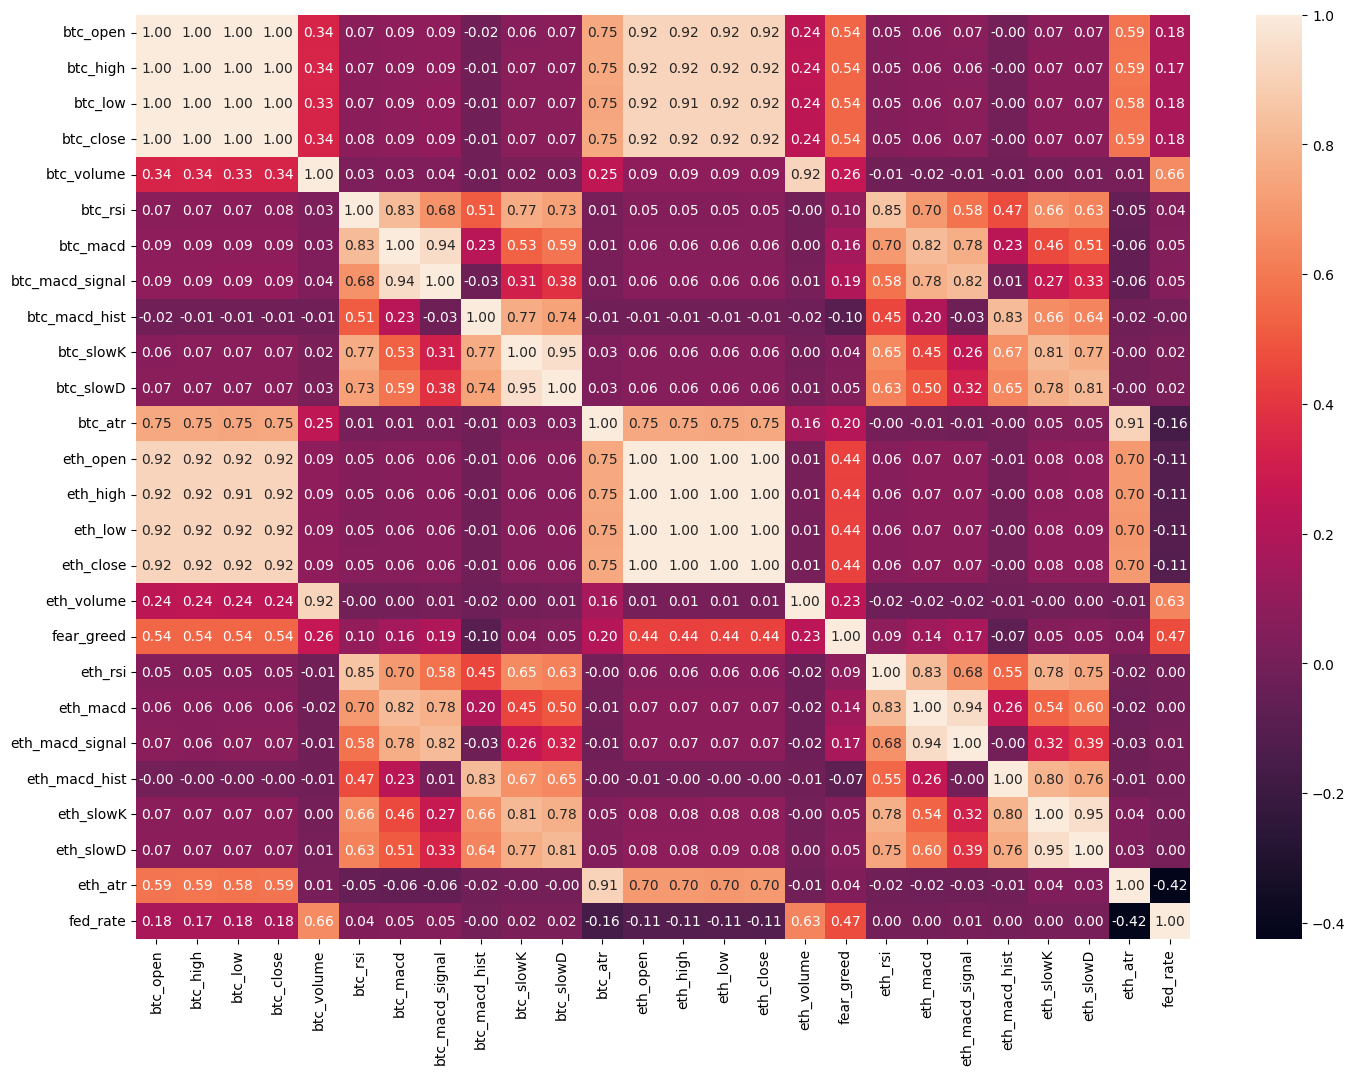 btc_open 1.00 1.00 1.00 1.00 0.34 0.07 0.09 0.09 -0.02 0.06 0.07 0.75 0.92 0.92 0.92 0.92 0.24 0.54 0.05 0.06 0.07 -0.00 0.07 0.07 0.59 0.18
btc_high 1.00 1.00 1.00 1.00 0.34 0.07 0.09 0.09 -0.01 0.07 0.07 0.75 0.92 0.92 0.92 0.92 0.24 0.54 0.05 0.06 0.06 -0.00 0.07 0.07 0.59 0.17
btc_low 1.00 1.00 1.00 1.00 0.33 0.07 0.09 0.09 -0.01 0.07 0.07 0.75 0.92 0.91 0.92 0.92 0.24 0.54 0.05 0.06 0.07 -0.00 0.07 0.07 0.58 0.18
btc_close 1.00 1.00 1.00 1.00 0.34 0.08 0.09 0.09 -0.01 0.07 0.07 0.75 0.92 0.92 0.92 0.92 0.24 0.54 0.05 0.06 0.07 -0.00 0.07 0.07 0.59 0.18
btc_volume 0.34 0.34 0.33 0.34 1.00 0.03 0.03 0.04 -0.01 0.02 0.03 0.25 0.09 0.09 0.09 0.09 0.92 0.26 -0.01 -0.02 -0.01 -0.01 0.00 0.01 0.01 0.66
btc_rsi 0.07 0.07 0.07 0.08 0.03 1.00 0.83 0.68 0.51 0.77 0.73 0.01 0.05 0.05 0.05 0.05 -0.00 0.10 0.85 0.70 0.58 0.47 0.66 0.63 -0.05 0.04
btc_macd 0.09 0.09 0.09 0.09 0.03 0.83 1.00 0.94 0.23 0.53 0.59 0.01 0.06 0.06 0.06 0.06 0.00 0.16 0.70 0.82 0.78 0.23 0.46 0.51 -0.06 0.05
btc_macd_signal 0.09 0.09 0.09 0.09 0.04 0.68 0.94 1.00 -0.03 0.31 0.38 0.01 0.06 0.06 0.06 0.06 0.01 0.19 0.58 0.78 0.82 0.01 0.27 0.33 -0.06 0.05
btc_macd_hist -0.02 -0.01 -0.01 -0.01 -0.01 0.51 0.23 -0.03 1.00 0.77 0.74 -0.01 -0.01 -0.01 -0.01 -0.01 -0.02 -0.10 0.45 0.20 -0.03 0.83 0.66 0.64 -0.02 -0.00
btc_slowK 0.06 0.07 0.07 0.07 0.02 0.77 0.53 0.31 0.77 1.00 0.95 0.03 0.06 0.06 0.06 0.06 0.00 0.04 0.65 0.45 0.26 0.67 0.81 0.77 -0.00 0.02
btc_slowD 0.07 0.07 0.07 0.07 0.03 0.73 0.59 0.38 0.74 0.95 1.00 0.03 0.06 0.06 0.06 0.06 0.01 0.05 0.63 0.50 0.32 0.65 0.78 0.81 -0.00 0.02
btc_atr 0.75 0.75 0.75 0.75 0.25 0.01 0.01 0.01 -0.01 0.03 0.03 1.00 0.75 0.75 0.75 0.75 0.16 0.20 -0.00 -0.01 -0.01 -0.00 0.05 0.05 0.91 -0.16
eth_open 0.92 0.92 0.92 0.92 0.09 0.05 0.06 0.06 -0.01 0.06 0.06 0.75 1.00 1.00 1.00 1.00 0.01 0.44 0.06 0.07 0.07 -0.01 0.08 0.08 0.70 -0.11
eth_high 0.92 0.92 0.91 0.92 0.09 0.05 0.06 0.06 -0.01 0.06 0.06 0.75 1.00 1.00 1.00 1.00 0.01 0.44 0.06 0.07 0.07 -0.00 0.08 0.08 0.70 -0.11
eth_low 0.92 0.92 0.92 0.92 0.09 0.05 0.06 0.06 -0.01 0.06 0.06 0.75 1.00 1.00 1.00 1.00 0.01 0.44 0.06 0.07 0.07 -0.00 0.08 0.09 0.70 -0.11
eth_close 0.92 0.92 0.92 0.92 0.09 0.05 0.06 0.06 -0.01 0.06 0.06 0.75 1.00 1.00 1.00 1.00 0.01 0.44 0.06 0.07 0.07 -0.00 0.08 0.08 0.70 -0.11
eth_volume 0.24 0.24 0.24 0.24 0.92 -0.00 0.00 0.01 -0.02 0.00 0.01 0.16 0.01 0.01 0.01 0.01 1.00 0.23 -0.02 -0.02 -0.02 -0.01 -0.00 0.00 -0.01 0.63
fear_greed 0.54 0.54 0.54 0.54 0.26 0.10 0.16 0.19 -0.10 0.04 0.05 0.20 0.44 0.44 0.44 0.44 0.23 1.00 0.09 0.14 0.17 -0.07 0.05 0.05 0.04 0.47
eth_rsi 0.05 0.05 0.05 0.05 -0.01 0.85 0.70 0.58 0.45 0.65 0.63 -0.00 0.06 0.06 0.06 0.06 -0.02 0.09 1.00 0.83 0.68 0.55 0.78 0.75 -0.02 0.00
eth_macd 0.06 0.06 0.06 0.06 -0.02 0.70 0.82 0.78 0.20 0.45 0.50 -0.01 0.07 0.07 0.07 0.07 -0.02 0.14 0.83 1.00 0.94 0.26 0.54 0.60 -0.02 0.00
eth_macd_signal 0.07 0.06 0.07 0.07 -0.01 0.58 0.78 0.82 -0.03 0.26 0.32 -0.01 0.07 0.07 0.07 0.07 -0.02 0.17 0.68 0.94 1.00 -0.00 0.32 0.39 -0.03 0.01
eth_macd_hist -0.00 -0.00 -0.00 -0.00 -0.01 0.47 0.23 0.01 0.83 0.67 0.65 -0.00 -0.01 -0.00 -0.00 -0.00 -0.01 -0.07 0.55 0.26 -0.00 1.00 0.80 0.76 -0.01 0.00
eth_slowK 0.07 0.07 0.07 0.07 0.00 0.66 0.46 0.27 0.66 0.81 0.78 0.05 0.08 0.08 0.08 0.08 -0.00 0.05 0.78 0.54 0.32 0.80 1.00 0.95 0.04 0.00
eth_slowD 0.07 0.07 0.07 0.07 0.01 0.63 0.51 0.33 0.64 0.77 0.81 0.05 0.08 0.08 0.09 0.08 0.00 0.05 0.75 0.60 0.39 0.76 0.95 1.00 0.03 0.00
eth_atr 0.59 0.59 0.58 0.59 0.01 -0.05 -0.06 -0.06 -0.02 -0.00 -0.00 0.91 0.70 0.70 0.70 0.70 -0.01 0.04 -0.02 -0.02 -0.03 -0.01 0.04 0.03 1.00 -0.42
fed_rate 0.18 0.17 0.18 0.18 0.66 0.04 0.05 0.05 -0.00 0.02 0.02 -0.16 -0.11 -0.11 -0.11 -0.11 0.63 0.47 0.00 0.00 0.01 0.00 0.00 0.00 -0.42 1.00
btc_open btc_high btc_low btc_close btc_volume btc_rsi btc_macd btc_macd_signal btc_macd_hist btc_slowK btc_slowD btc_atr eth_open eth_high eth_low eth_close eth_volume fear_greed eth_rsi eth_macd eth_macd_signal eth_macd_hist eth_slowK eth_slowD eth_atr fed_rate
1.0
0.8
0.6
0.4
0.2
0.0
−0.2
−0.4